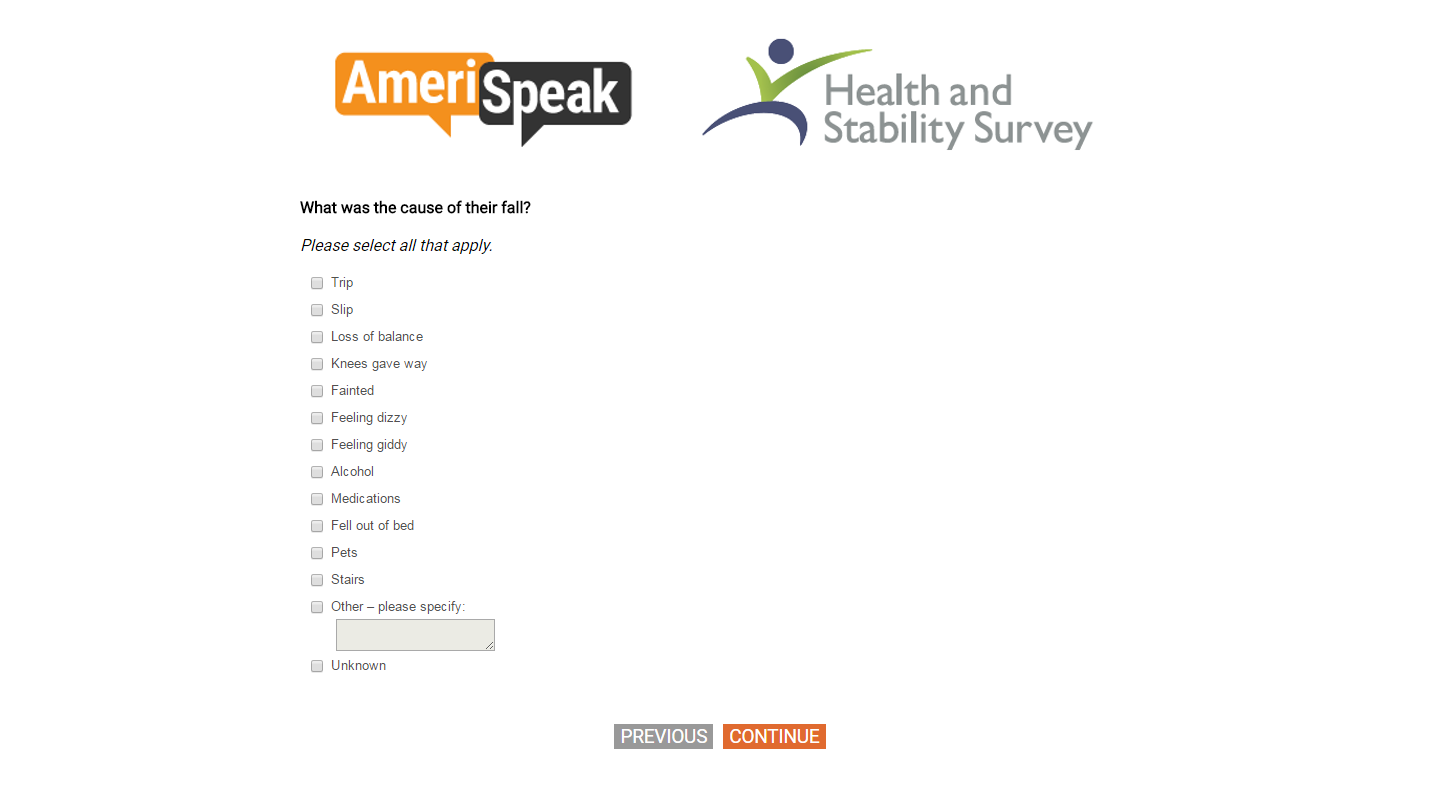 AmeriSpeak
Health and
Stability Survey
What was the cause of their fall?
Please select all that apply.
Trip
Slip
Loss of balance
Knees gave way
Fainted
Feeling dizzy
Feeling giddy
Alcohol
Medications
Fell out of bed
Pets
Stairs
Other – please specify:
Unknown
PREVIOUS CONTINUE